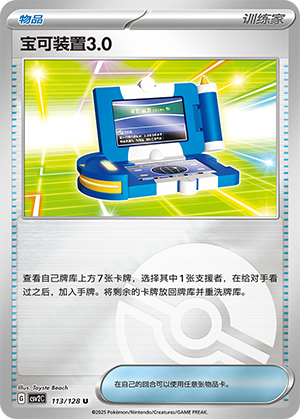 物品
训练家
宝可装置3.0
查看自己牌库上方7张卡牌，选择其中1张支援者，在给对手看
过之后，加入手牌。将剩余的卡牌放回牌库并重洗牌库。
Illus. Toyste Beach
G CSV2C 113/128 U
在自己的回合可以使用任意张物品卡。
©2025 Pokémon/Nintendo/Creatures/GAME FREAK.